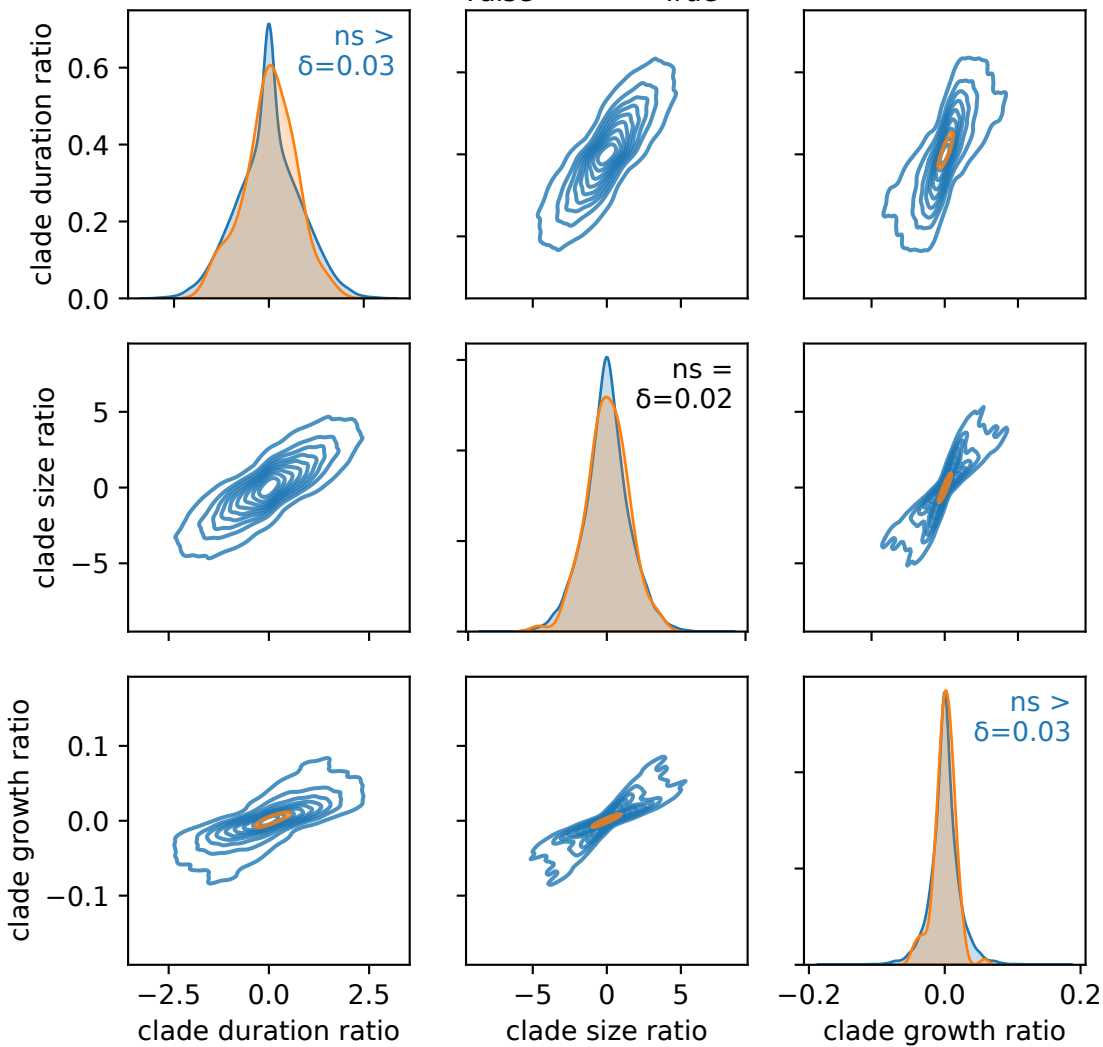 clade duration ratio
0.6
0.4
0.2
0.0
ns >
δ=0.03
clade size ratio
5
0
−5
ns =
δ=0.02
−5 0 5
clade growth ratio
0.1
0.0
−0.1
ns >
δ=0.03
−2.5 0.0 2.5
−5 0 5
−0.2 0.0 0.2
clade duration ratio
clade size ratio
clade growth ratio